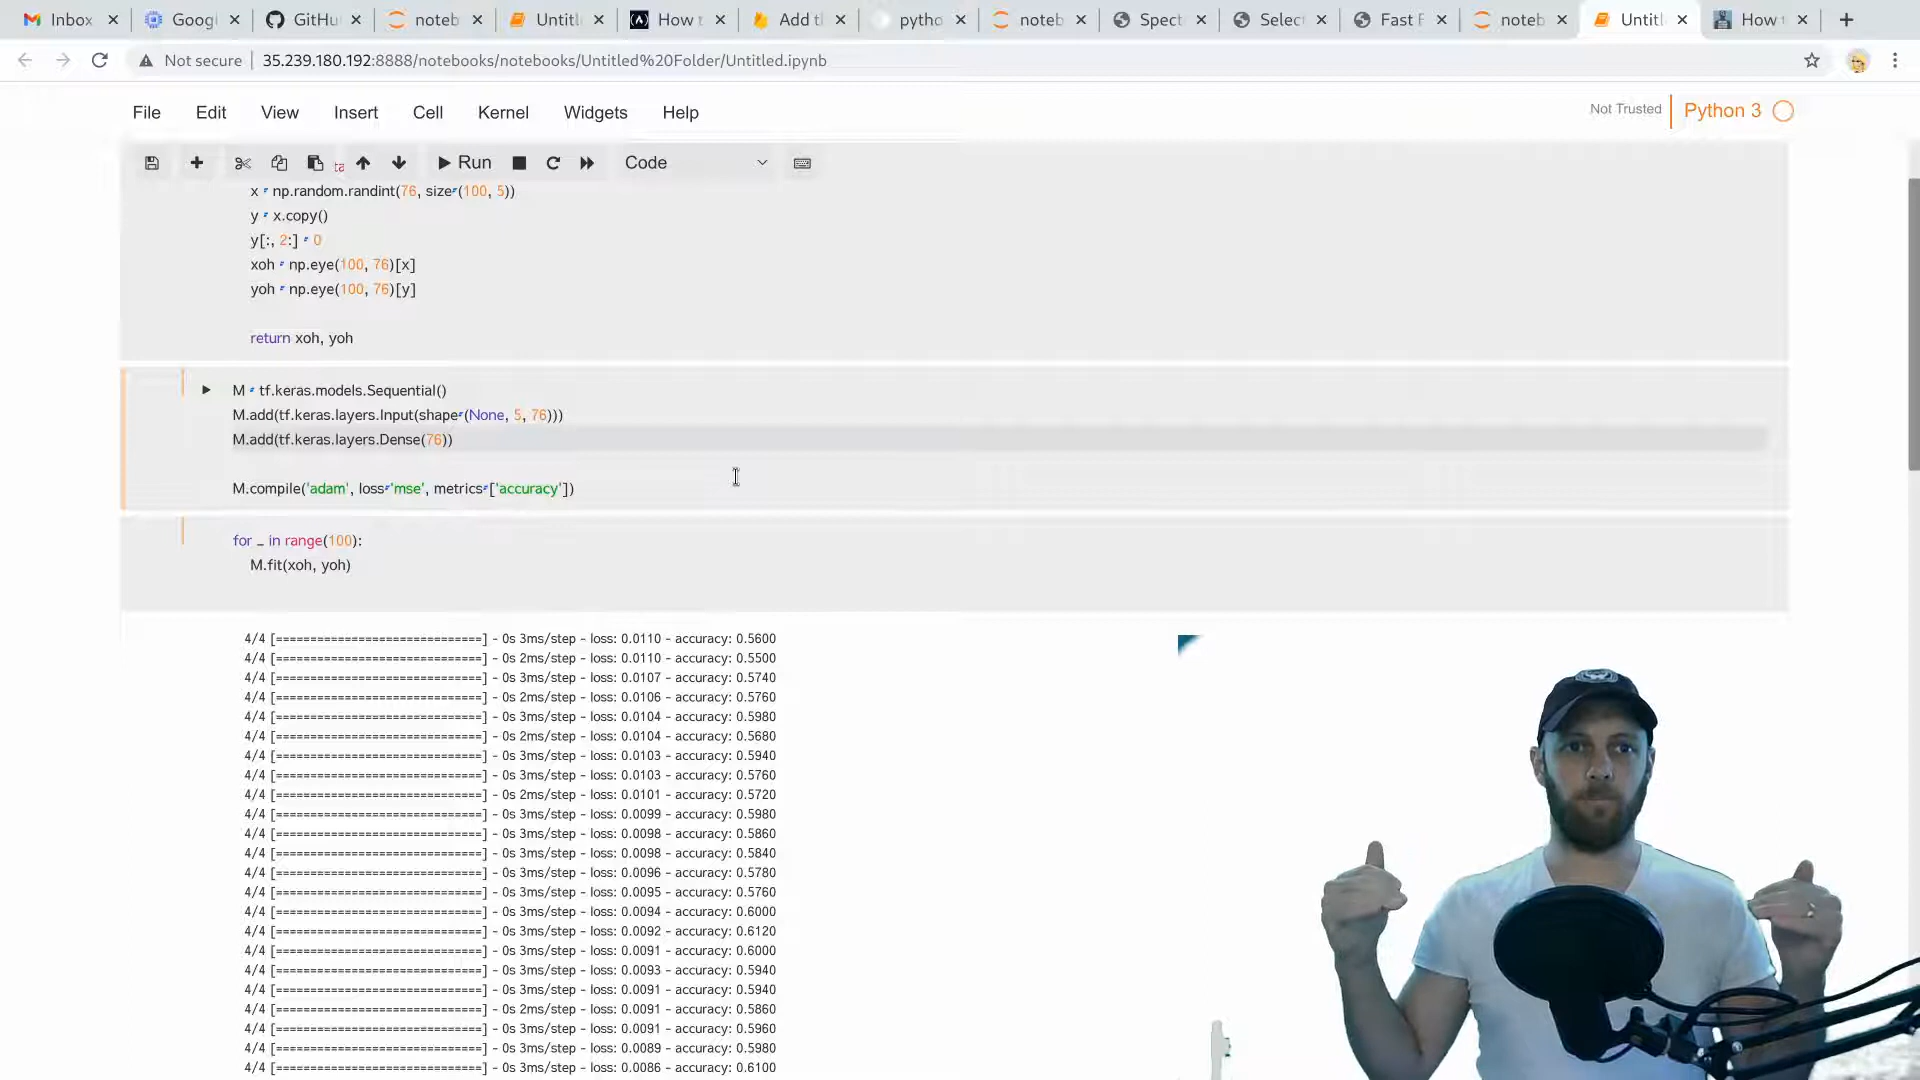 Inbox
Googl
GitHu
noteb
Untitl
How t
Add t
pytho
noteb
Spect
Selec
Fast F
noteb
Untitl
How t
Not secure
35.239.180.192:8888/notebooks/notebooks/Untitled%20Folder/Untitled.ipynb
File Edit View Insert Cell Kernel Widgets Help
Not Trusted
Python 3
Run
Code
x = np.random.randint(76, size=(100, 5))
y = x.copy()
y[:, 2:] = 0
xoh = np.eye(100, 76)[x]
yoh = np.eye(100, 76)[y]
return xoh, yoh
M = tf.keras.models.Sequential()
M.add(tf.keras.layers.Input(shape=(None, 5, 76)))
M.add(tf.keras.layers.Dense(76))
M.compile('adam', loss='mse', metrics=['accuracy'])
for _ in range(100):
M.fit(xoh, yoh)
4/4 [==============================] - 0s 3ms/step - loss: 0.0110 - accuracy: 0.5600
4/4 [==============================] - 0s 2ms/step - loss: 0.0110 - accuracy: 0.5500
4/4 [==============================] - 0s 3ms/step - loss: 0.0107 - accuracy: 0.5740
4/4 [==============================] - 0s 2ms/step - loss: 0.0106 - accuracy: 0.5760
4/4 [==============================] - 0s 3ms/step - loss: 0.0104 - accuracy: 0.5980
4/4 [==============================] - 0s 2ms/step - loss: 0.0104 - accuracy: 0.5680
4/4 [==============================] - 0s 3ms/step - loss: 0.0103 - accuracy: 0.5940
4/4 [==============================] - 0s 3ms/step - loss: 0.0103 - accuracy: 0.5760
4/4 [==============================] - 0s 2ms/step - loss: 0.0101 - accuracy: 0.5720
4/4 [==============================] - 0s 3ms/step - loss: 0.0099 - accuracy: 0.5980
4/4 [==============================] - 0s 3ms/step - loss: 0.0098 - accuracy: 0.5860
4/4 [==============================] - 0s 3ms/step - loss: 0.0098 - accuracy: 0.5840
4/4 [==============================] - 0s 3ms/step - loss: 0.0096 - accuracy: 0.5780
4/4 [==============================] - 0s 3ms/step - loss: 0.0095 - accuracy: 0.5760
4/4 [==============================] - 0s 3ms/step - loss: 0.0094 - accuracy: 0.6000
4/4 [==============================] - 0s 3ms/step - loss: 0.0092 - accuracy: 0.6120
4/4 [==============================] - 0s 3ms/step - loss: 0.0091 - accuracy: 0.6000
4/4 [==============================] - 0s 3ms/step - loss: 0.0093 - accuracy: 0.5940
4/4 [==============================] - 0s 3ms/step - loss: 0.0091 - accuracy: 0.5940
4/4 [==============================] - 0s 2ms/step - loss: 0.0091 - accuracy: 0.5860
4/4 [==============================] - 0s 3ms/step - loss: 0.0091 - accuracy: 0.5960
4/4 [==============================] - 0s 3ms/step - loss: 0.0089 - accuracy: 0.5980
4/4 [==============================] - 0s 3ms/step - loss: 0.0086 - accuracy: 0.6100